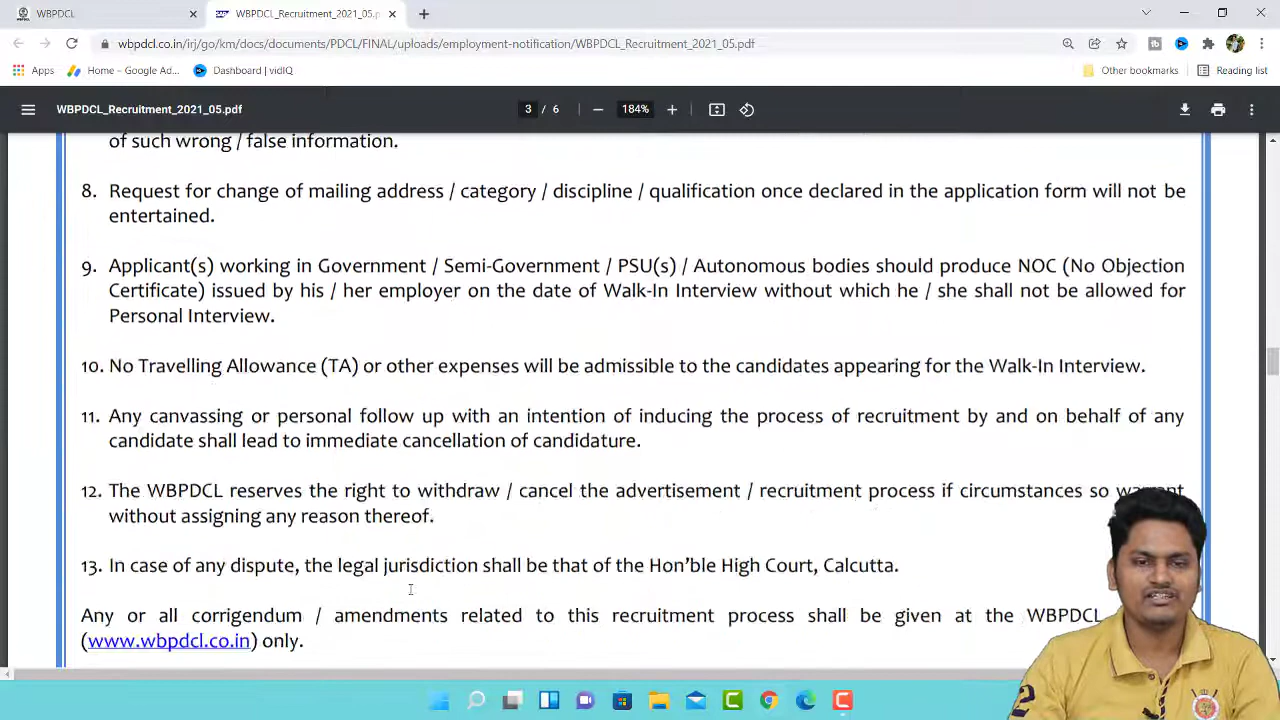 WBPDCL
WBPDCL_Recruitment_2021_05.p
wbpdcl.co.in/irj/go/km/docs/documents/PDCL/FINAL/uploads/employmentnotification/WBPDCL_Recruitment_2021_05.pdf
Apps
Home – Google Ad...
Dashboard | vidIQ
Other bookmarks
Reading list
WBPDCL_Recruitment_2021_05.pdf
3 / 6
184%
of such wrong / false information.
8. Request for change of mailing address / category / discipline / qualification once declared in the application form will not be
entertained.
9. Applicant(s) working in Government / Semi-Government / PSU(s) / Autonomous bodies should produce NOC (No Objection
Certificate) issued by his / her employer on the date of Walk-In Interview without which he / she shall not be allowed for
Personal Interview.
10. No Travelling Allowance (TA) or other expenses will be admissible to the candidates appearing for the Walk-In Interview.
11. Any canvassing or personal follow up with an intention of inducing the process of recruitment by and on behalf of any
candidate shall lead to immediate cancellation of candidature.
12. The WBPDCL reserves the right to withdraw / cancel the advertisement / recruitment process if circumstances so warrant
without assigning any reason thereof.
13. In case of any dispute, the legal jurisdiction shall be that of the Hon'ble High Court, Calcutta.
Any or all corrigendum / amendments related to this recruitment process shall be given at the WBPDCL
(www.wbpdcl.co.in) only.
2